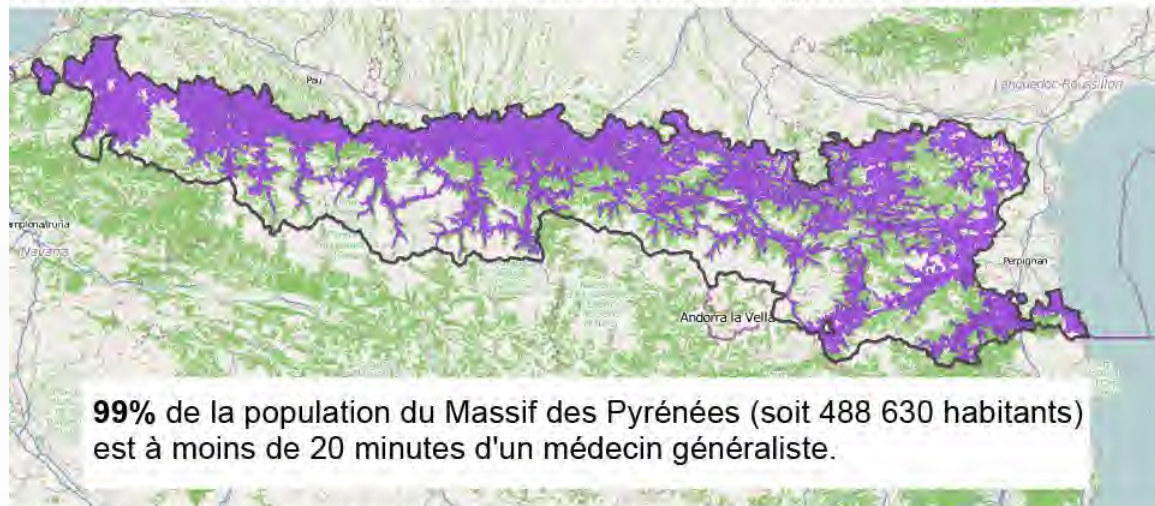 Pau
Languedoc-Roussillon
Navarra
Perpignan
Andorra la Vella
99% de la population du Massif des Pyrénées (soit 488 630 habitants)
est à moins de 20 minutes d'un médecin généraliste.